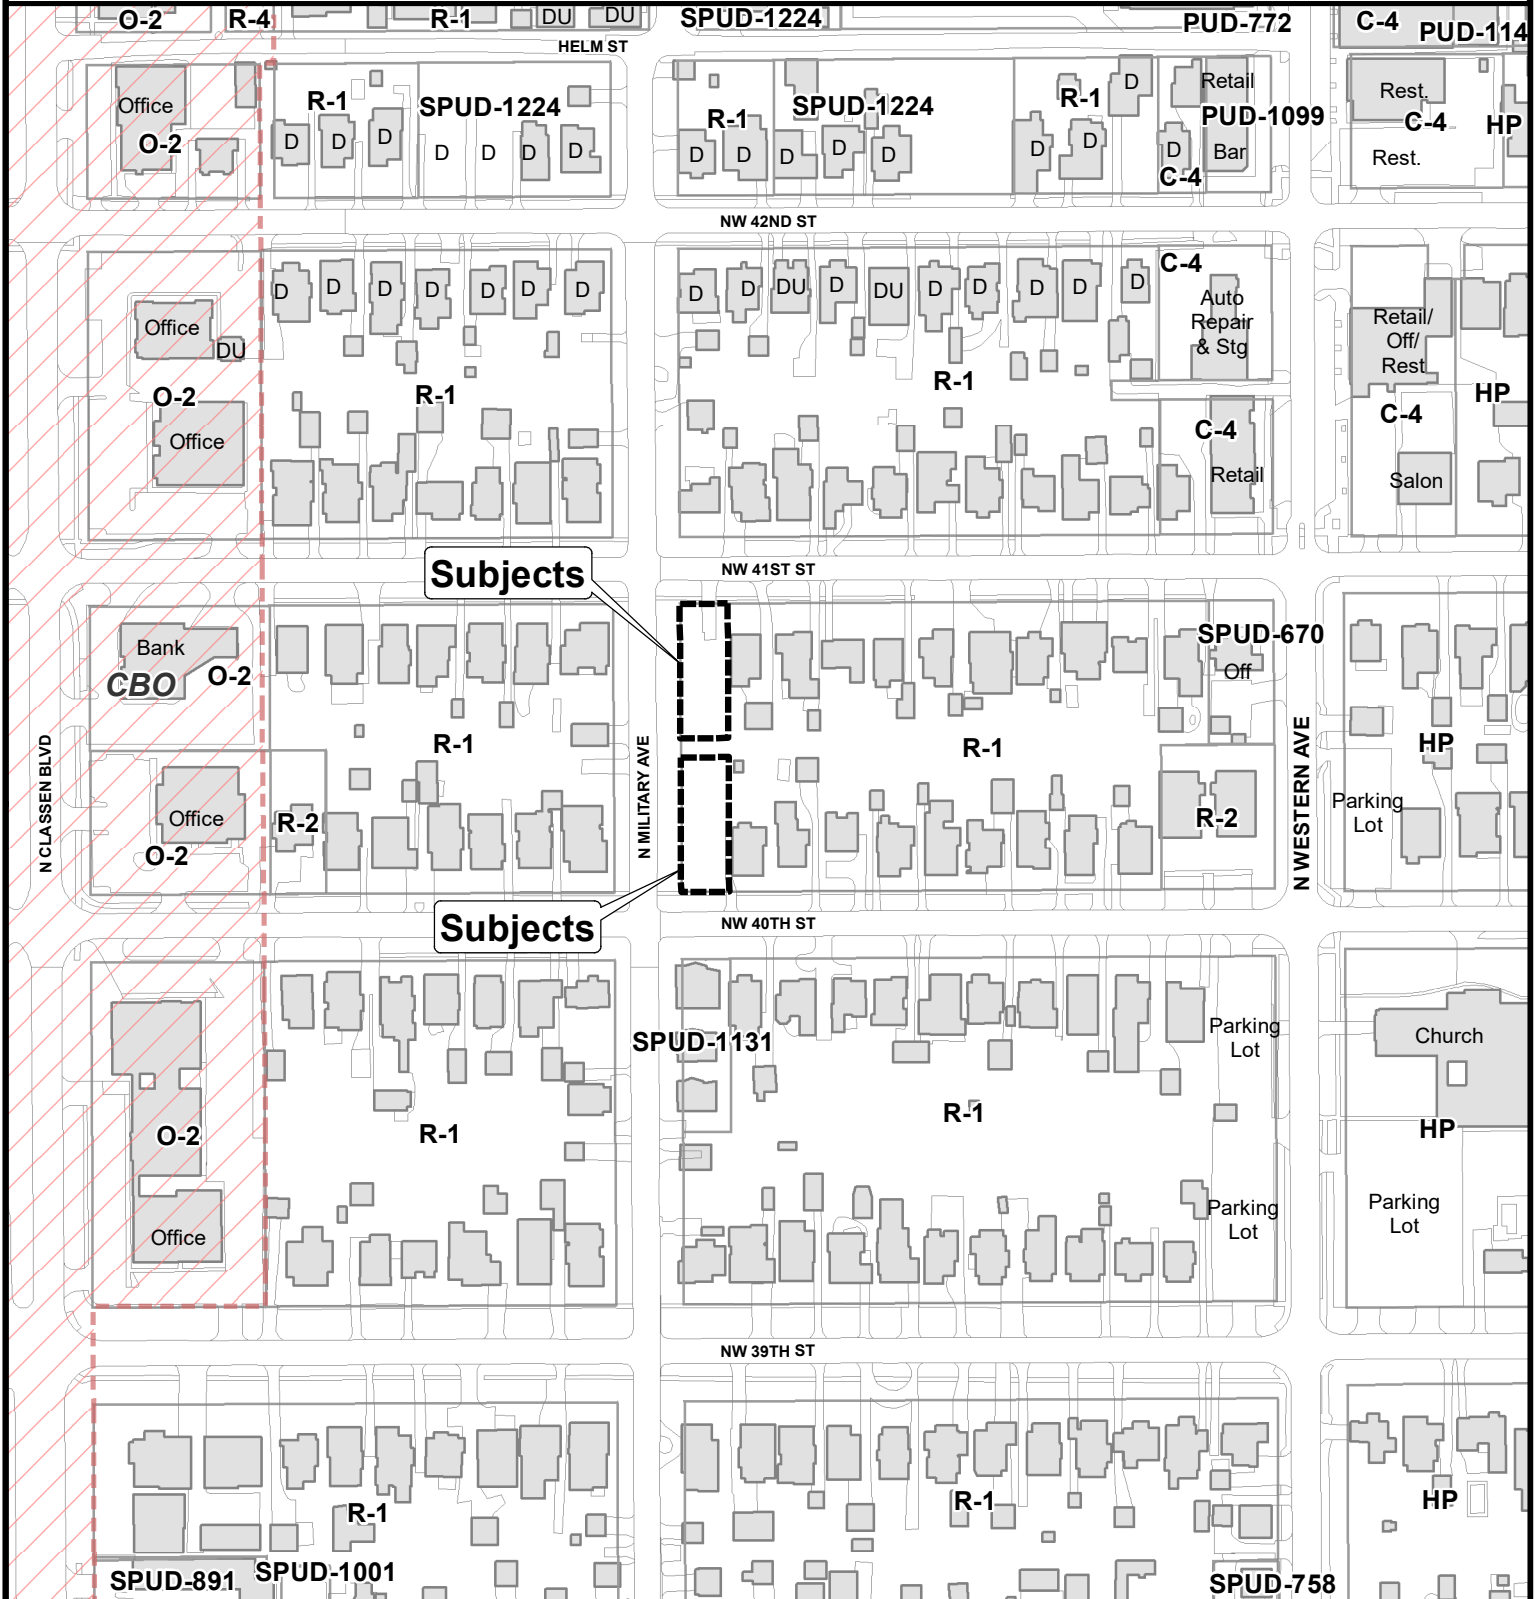 O-2
R-4
R-1
DU
DU
SPUD-1224
PUD-772
C-4
PUD-114
HELM ST
Office
O-2
R-1
SPUD-1224
D
D
D
D
D
D
D
R-1
SPUD-1224
D
D
D
D
D
R-1
D
D
D
D
C-4
Retail
PUD-1099
Bar
Rest.
C-4
Rest.
HP
NW 42ND ST
Office
DU
O-2
Office
D
D
D
D
D
D
D
R-1
D
D
DU
D
DU
D
D
D
D
D
R-1
C-4
Auto
Repair
& Stg
C-4
Retail
Retail/
Off/
Rest
C-4
Salon
HP
Subjects
NW 41ST ST
Bank
CBO
O-2
R-1
SPUD-670
Off
R-1
HP
N CLASSEN BLVD
N MILITARY AVE
N WESTERN AVE
Office
O-2
R-2
R-2
Parking
Lot
Subjects
NW 40TH ST
SPUD-1131
Parking
Lot
Church
O-2
R-1
R-1
HP
Office
Parking
Lot
Parking
Lot
NW 39TH ST
R-1
R-1
HP
SPUD-891
SPUD-1001
SPUD-758